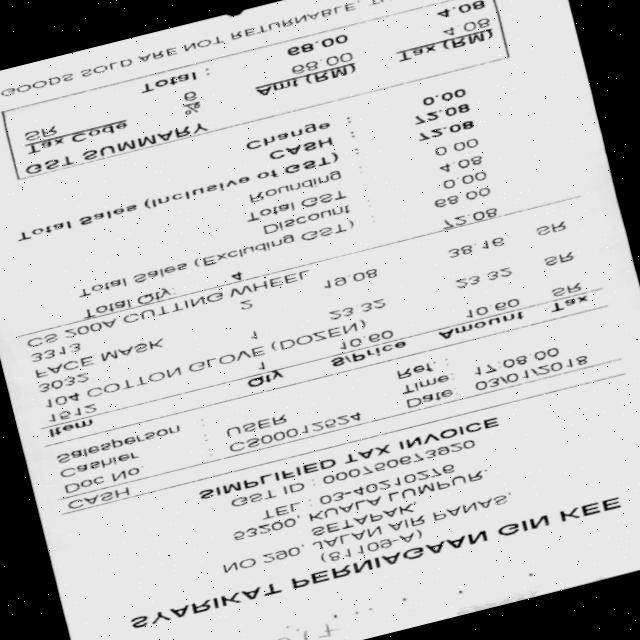 SYARIKAT PERNIAGAAN GIN KEE
(81109-A)
NO 290, JALAN AIR PANAS,
SETAPAK,
53200, KUALA LUMPUR.
TEL : 03-40210276
GST ID : 000750673920
SIMPLIFIED TAX INVOICE
CASH
Doc No. : CS00012524 Date: 03/01/2018
Cashier : USER Time: 17:08:00
Salesperson : Ref.:
Item Qty S/Price Amount Tax
1512 1 10.60 10.60 SR
104 COTTON GLOVE (DOZEN)
3032 1 23.32 23.32 SR
FACE MASK
3313 2 19.08 38.16 SR
CS 200A CUTTING WHEEL
Total Qty: 4 72.08
Total Sales (Excluding GST) : 68.00
Discount : 0.00
Total GST : 4.08
Rounding : 0.00
Total Sales (Inclusive of GST) : 72.08
CASH : 72.08
Change : 0.00
GST SUMMARY
Tax Code % Amt (RM) Tax (RM)
SR 6 68.00 4.08
Total : 68.00 4.08
GOODS SOLD ARE NOT RETURNABLE,